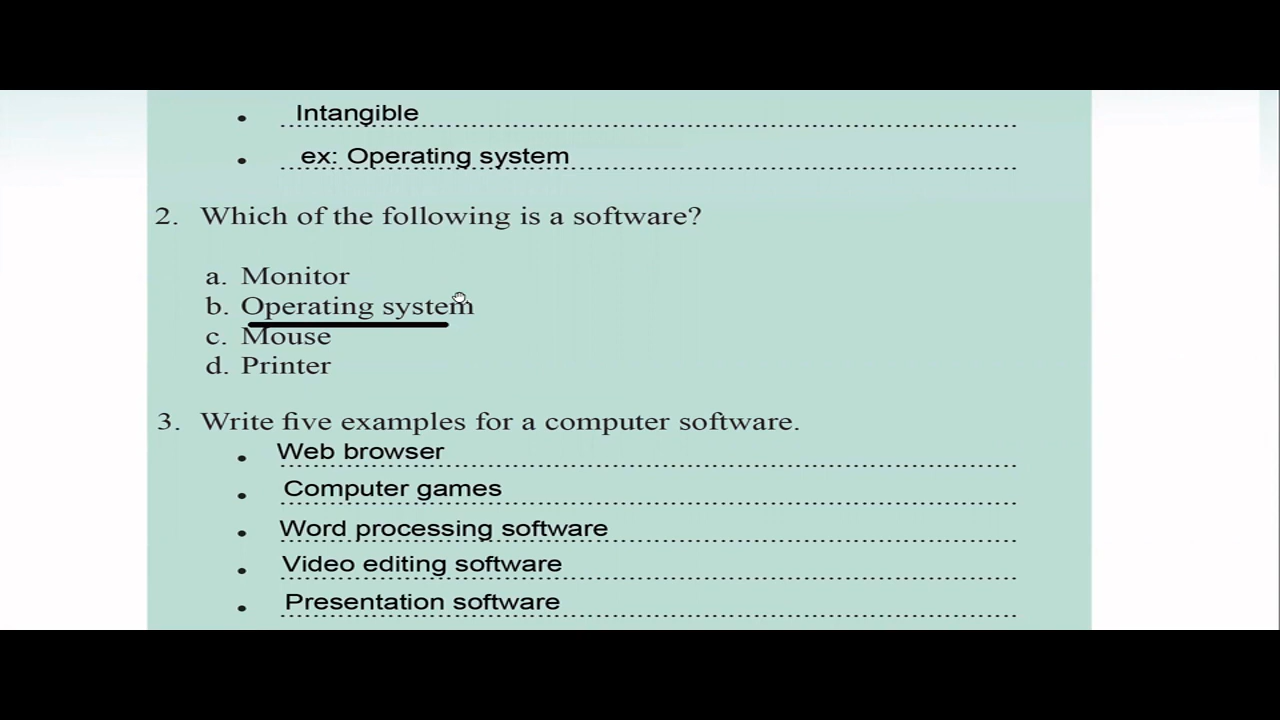 • Intangible
• ex: Operating system
2. Which of the following is a software?
a. Monitor
b. Operating system
c. Mouse
d. Printer
3. Write five examples for a computer software.
• Web browser
• Computer games
• Word processing software
• Video editing software
• Presentation software